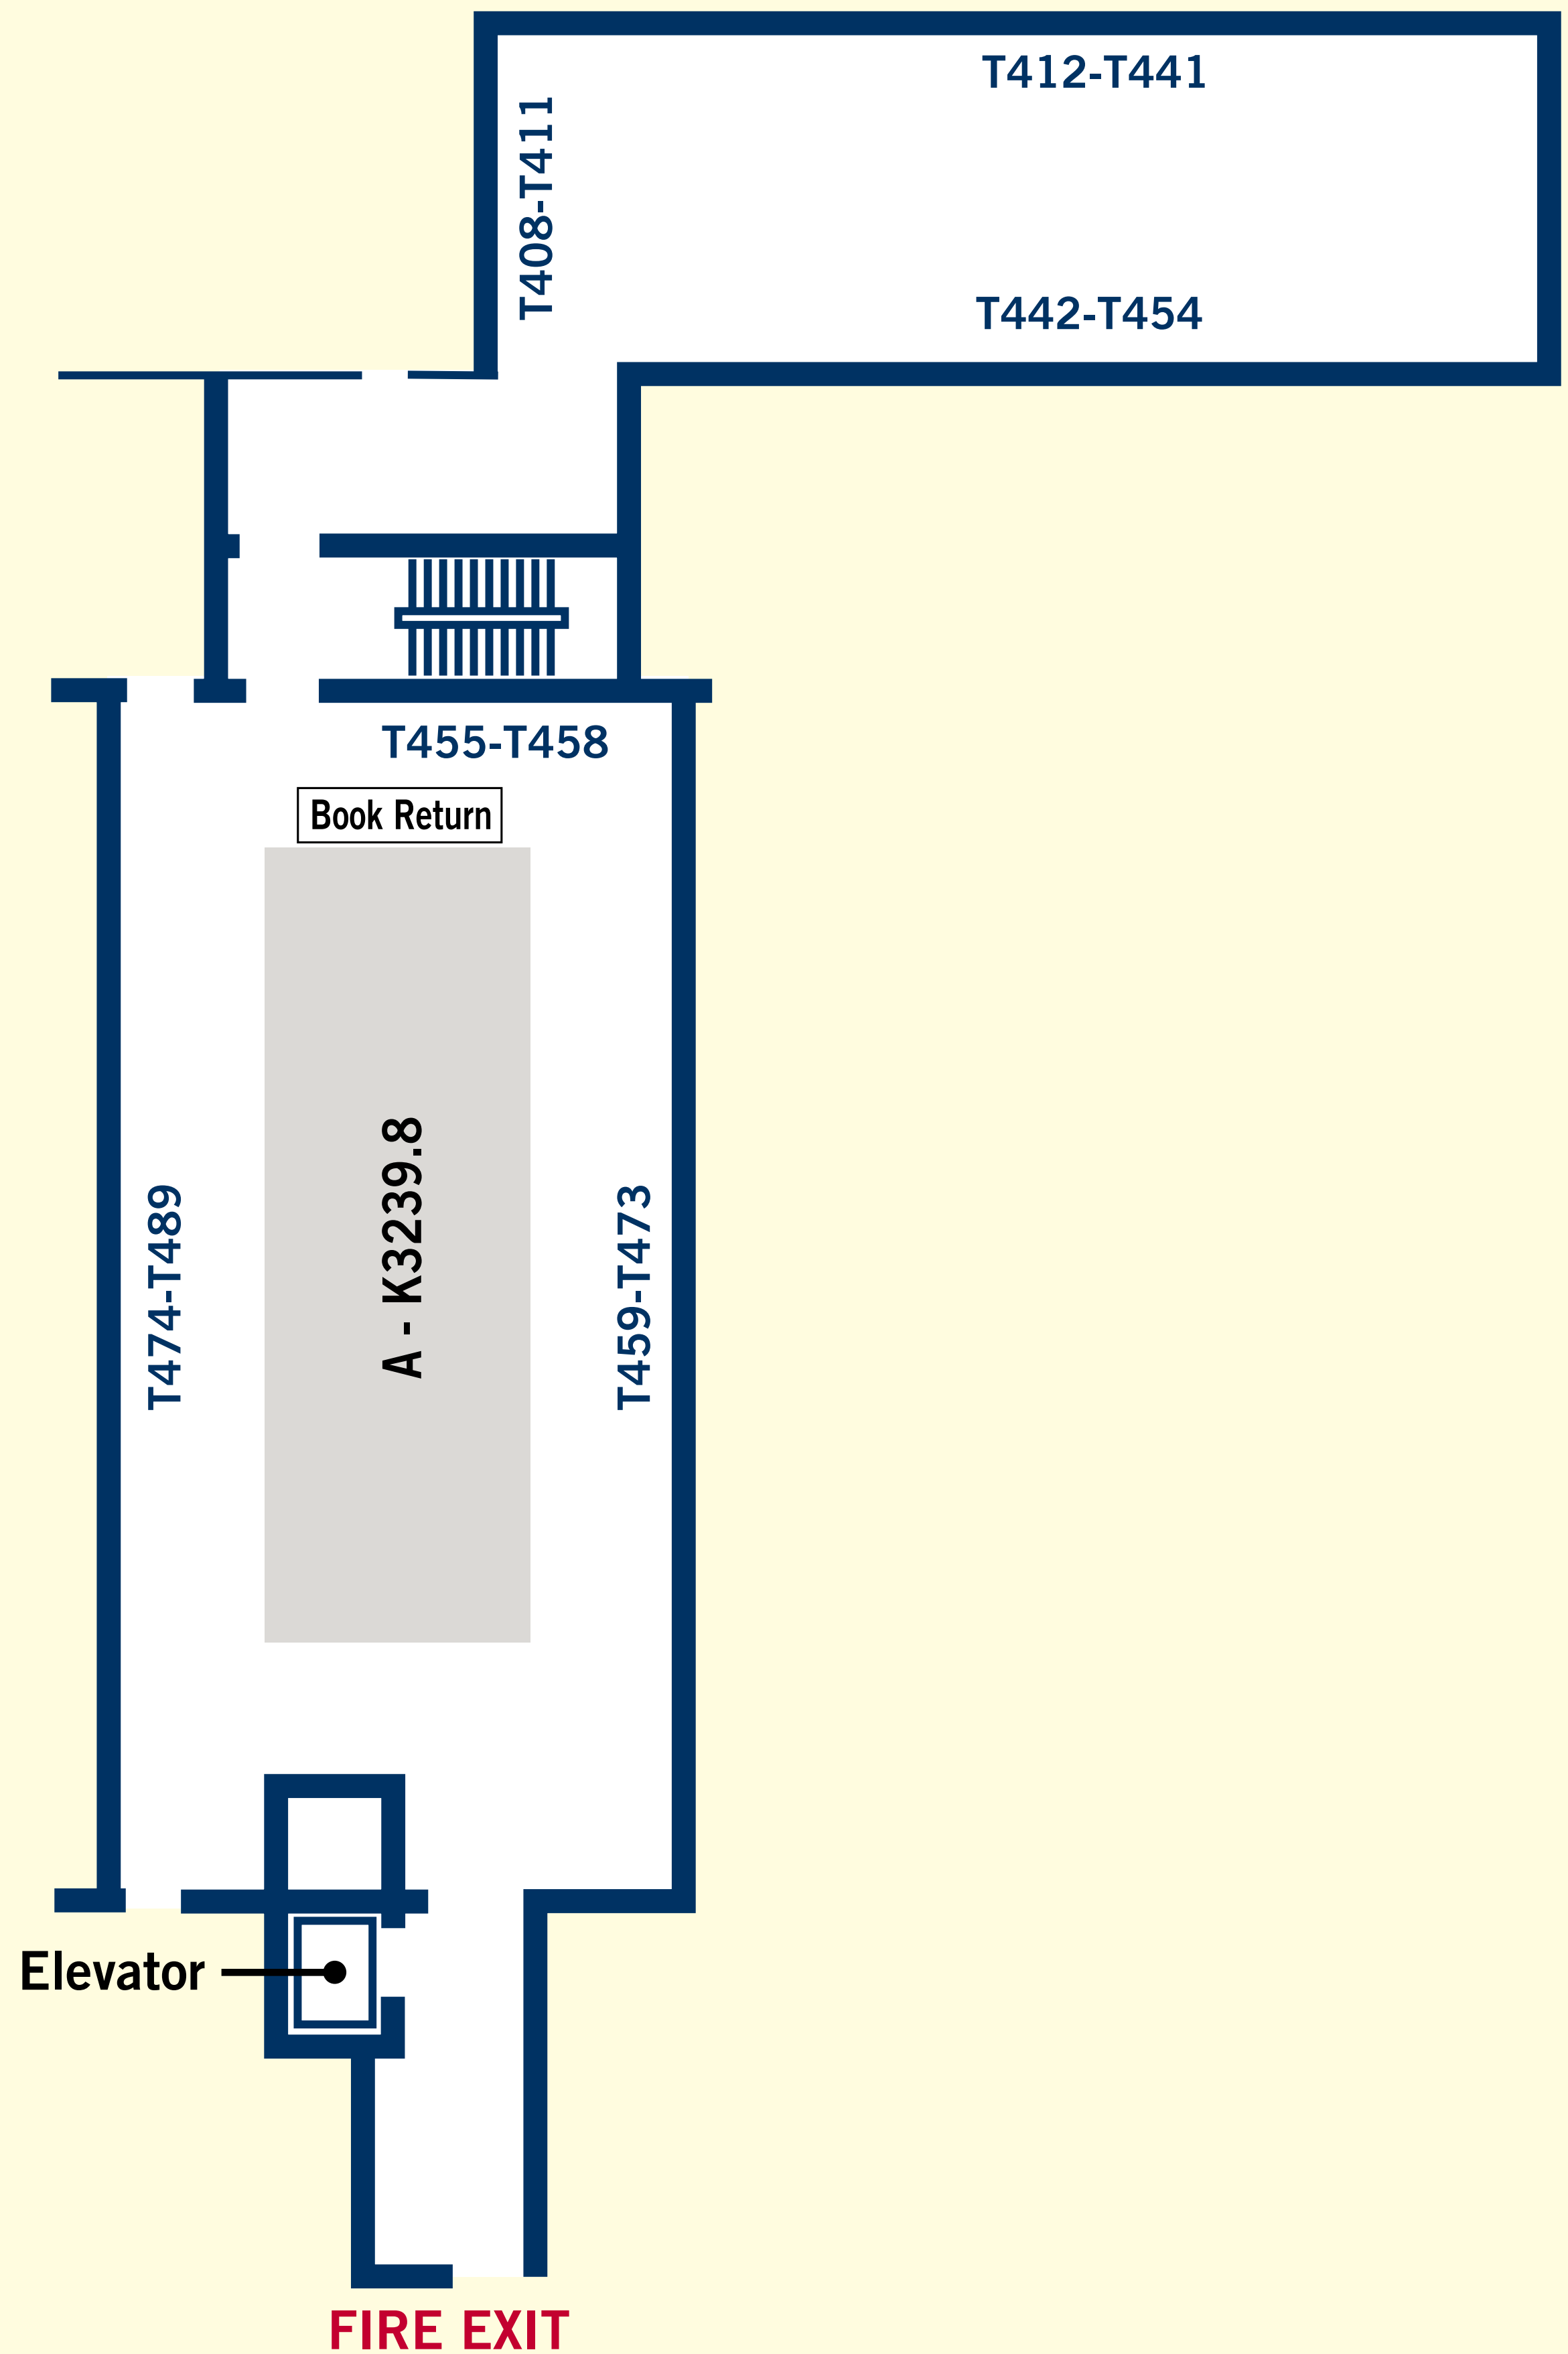 T412-T441
T408-T411
T442-T454
T455-T458
Book Return
A - K3239.8
T474-T489
T459-T473
Elevator
FIRE EXIT